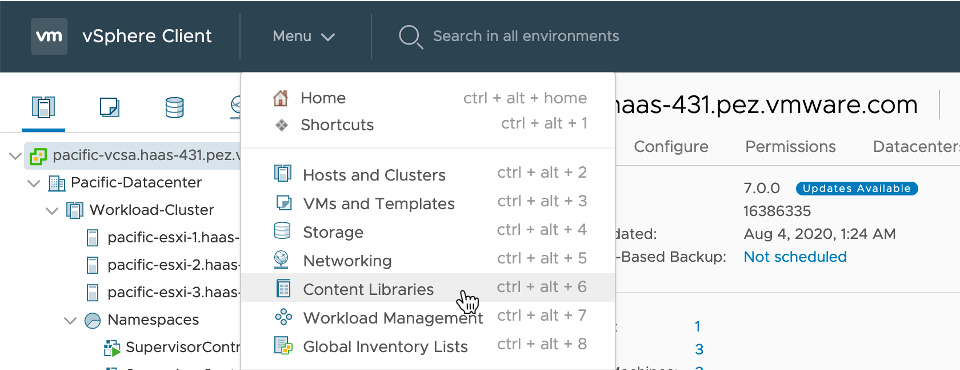 vm vSphere Client Menu Search in all environments
Home ctrl + alt + home
Shortcuts ctrl + alt + 1
Hosts and Clusters ctrl + alt + 2
VMs and Templates ctrl + alt + 3
Storage ctrl + alt + 4
Networking ctrl + alt + 5
Content Libraries ctrl + alt + 6
Workload Management ctrl + alt + 7
Global Inventory Lists ctrl + alt + 8
pacific-vcsa.haas-431.pez.v
Pacific-Datacenter
Workload-Cluster
pacific-esxi-1.haas-
pacific-esxi-2.haas-
pacific-esxi-3.haas-
Namespaces
SupervisorContr
haas-431.pez.vmware.com
Configure Permissions Datacenters
7.0.0 Updates Available
16386335
dated: Aug 4, 2020, 1:24 AM
-Based Backup: Not scheduled
1
3